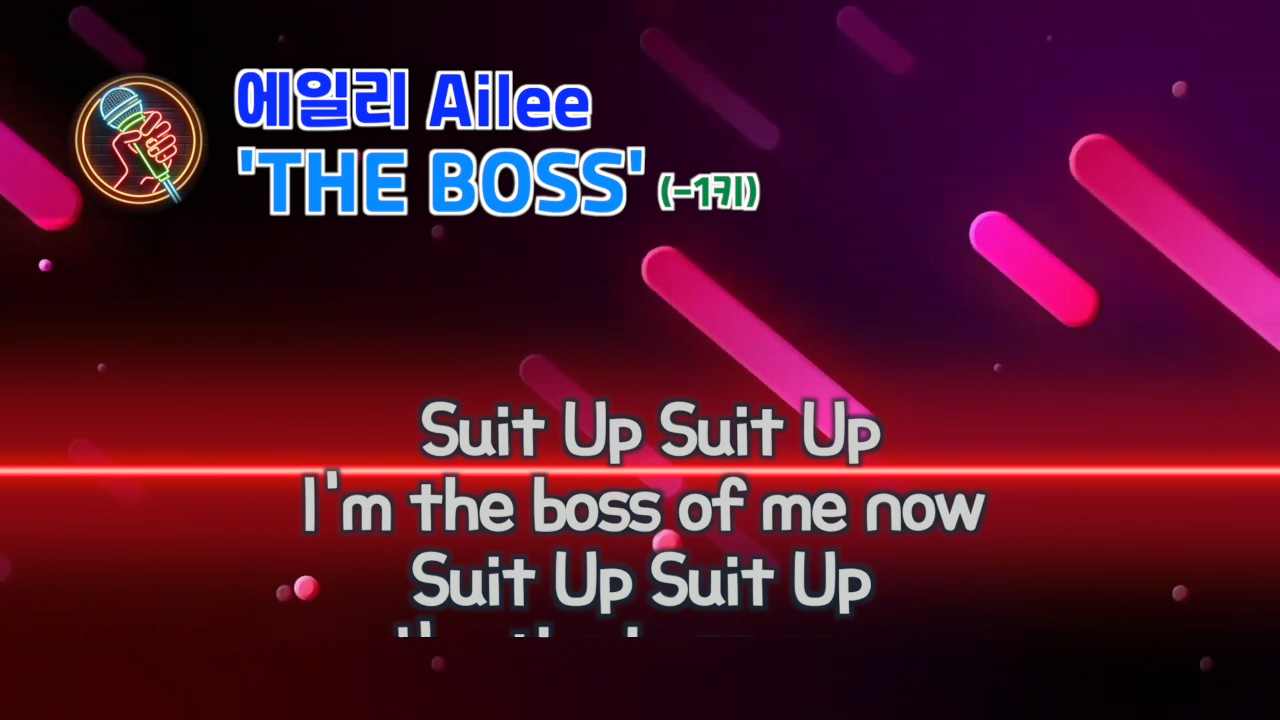 에일리 Ailee
'THE BOSS' (-1키)
Suit Up Suit Up
I'm the boss of me now
Suit Up Suit Up